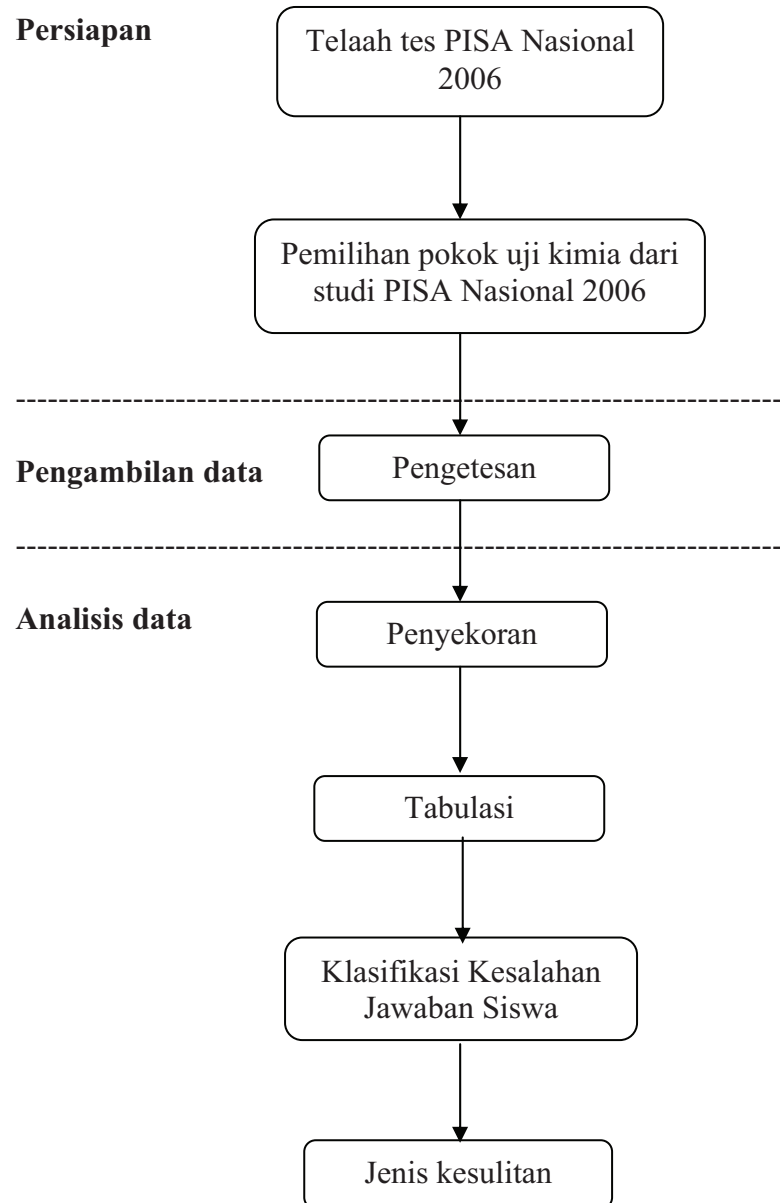 Persiapan
Telaah tes PISA Nasional
2006
Pemilihan pokok uji kimia dari
studi PISA Nasional 2006
Pengambilan data
Pengetesan
Analisis data
Penyekoran
Tabulasi
Klasifikasi Kesalahan
Jawaban Siswa
Jenis kesulitan